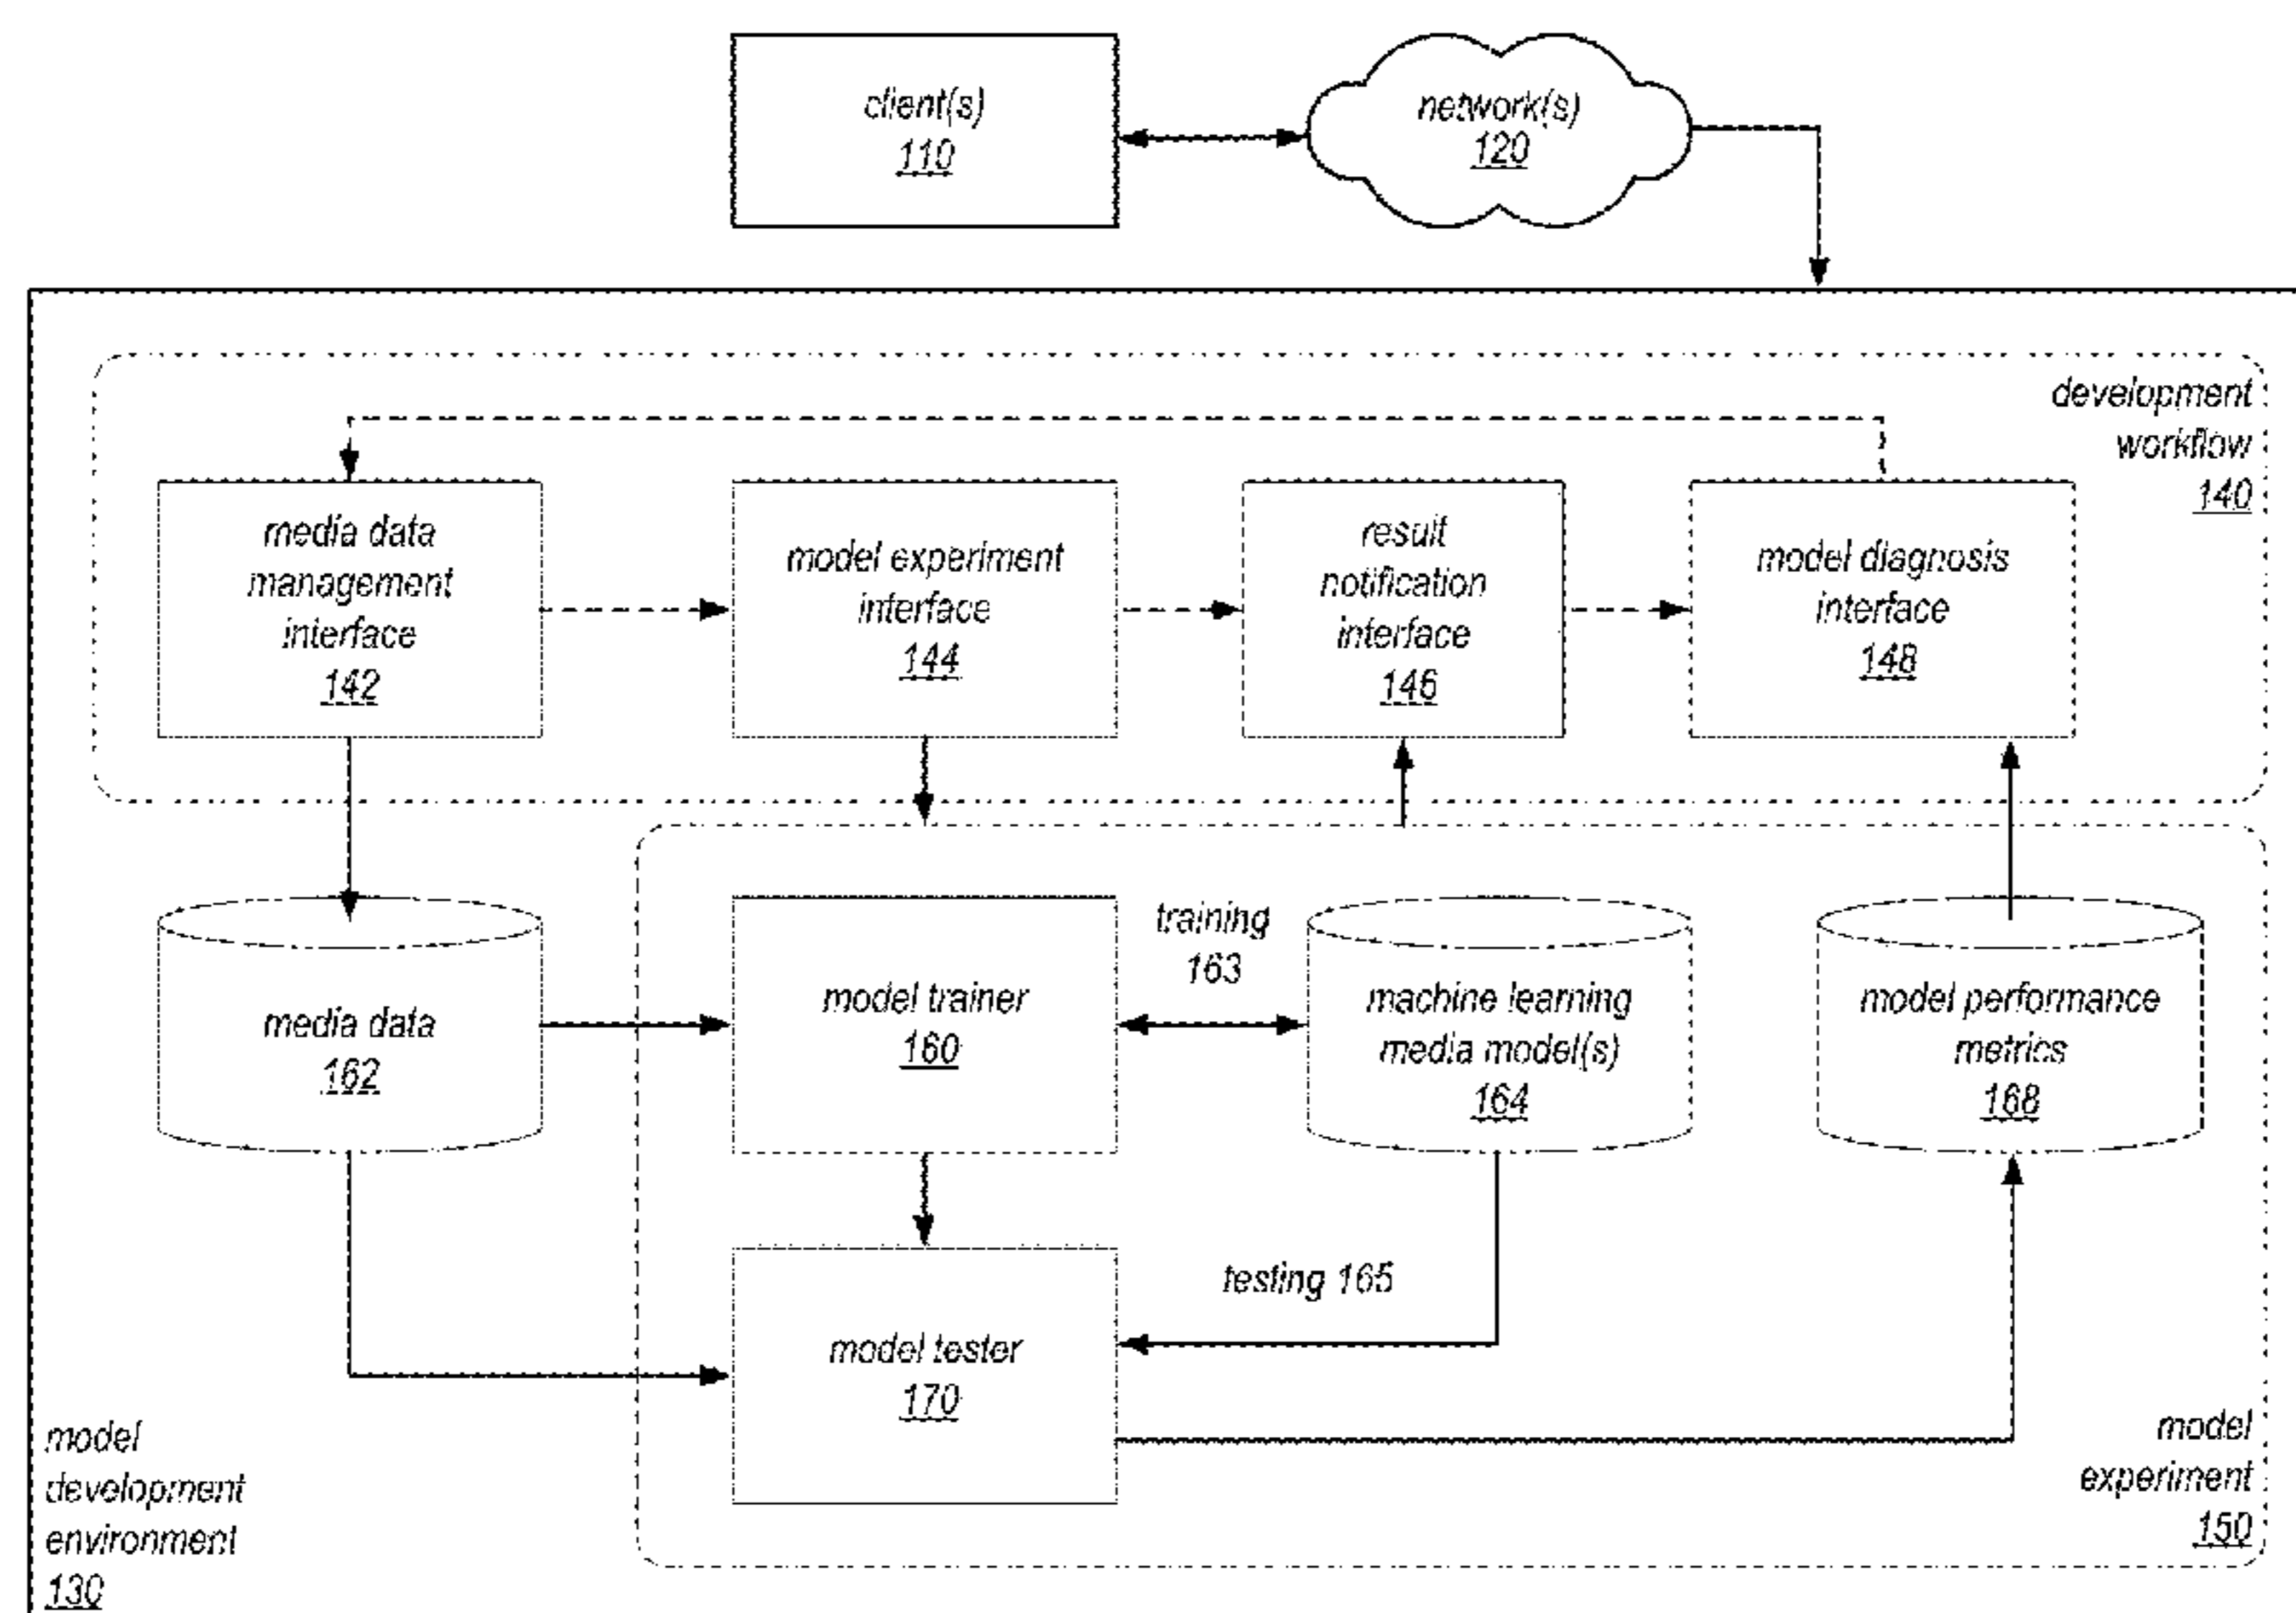 client(s)
110
network(s)
120
development
workflow
140
media data
management
interface
142
model experiment
interface
144
result
notification
interface
146
model diagnosis
interface
148
media data
162
model trainer
160
training
163
machine learning
media model(s)
164
model performance
metrics
168
testing 165
model tester
170
model
development
environment
130
model
experiment
150